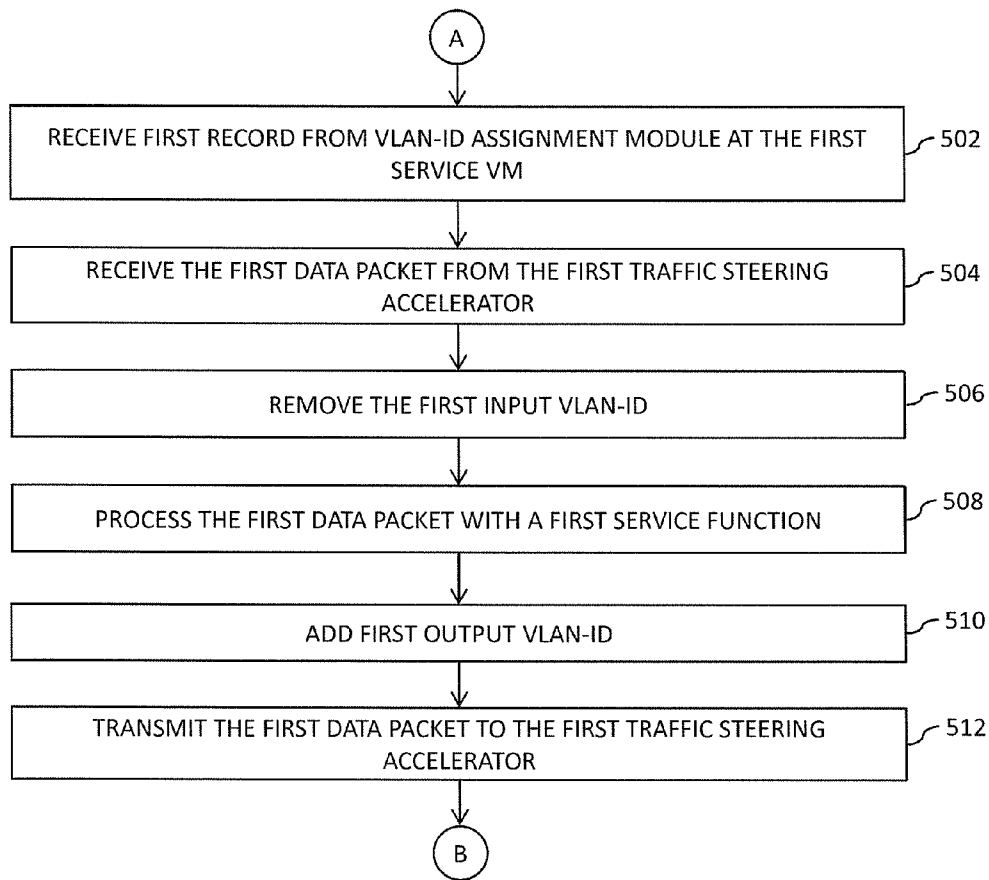 A
RECEIVE FIRST RECORD FROM VLAN-ID ASSIGNMENT MODULE AT THE FIRST
SERVICE VM
502
RECEIVE THE FIRST DATA PACKET FROM THE FIRST TRAFFIC STEERING
ACCELERATOR
504
REMOVE THE FIRST INPUT VLAN-ID
506
PROCESS THE FIRST DATA PACKET WITH A FIRST SERVICE FUNCTION
508
ADD FIRST OUTPUT VLAN-ID
510
TRANSMIT THE FIRST DATA PACKET TO THE FIRST TRAFFIC STEERING
ACCELERATOR
512
B